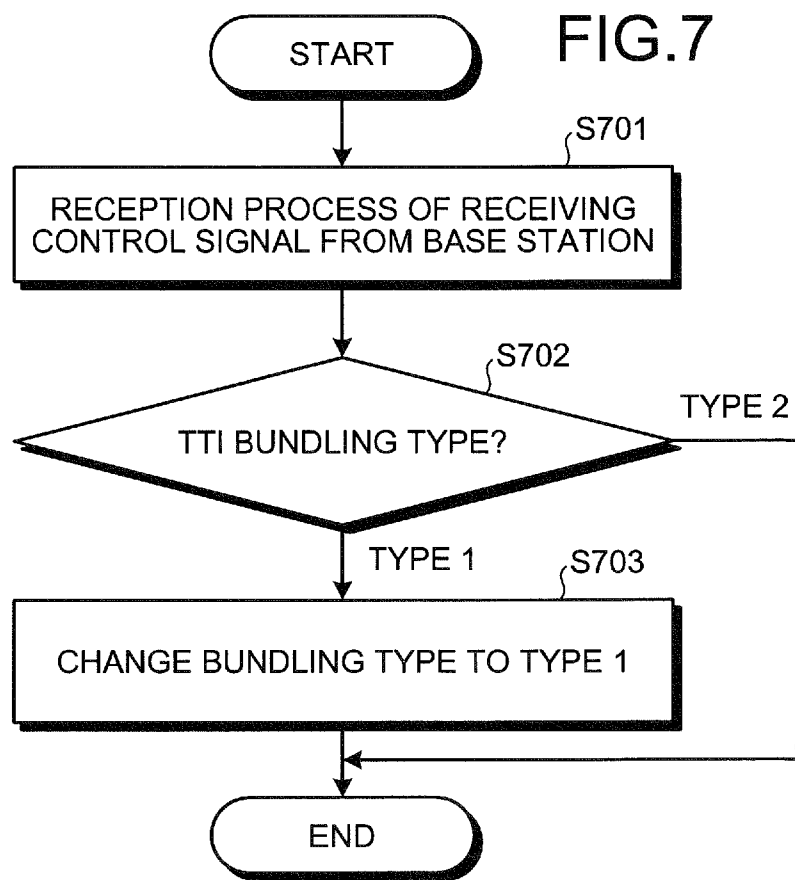 FIG.7
START
S701
RECEPTION PROCESS OF RECEIVING
CONTROL SIGNAL FROM BASE STATION
S702
TYPE 2
TTI BUNDLING TYPE?
TYPE 1
S703
CHANGE BUNDLING TYPE TO TYPE 1
END